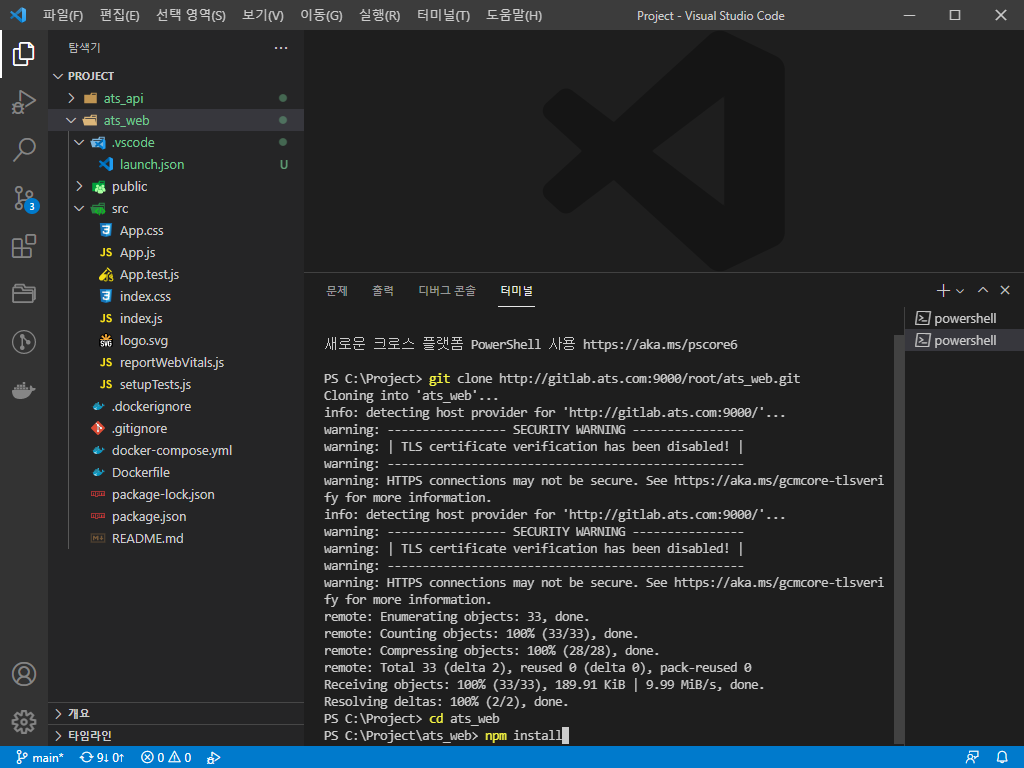 파일(F) 편집(E) 선택 영역(S) 보기(V) 이동(G) 실행(R) 터미널(T) 도움말(H) Project - Visual Studio Code
탐색기
PROJECT
ats_api
ats_web
.vscode
launch.json U
public
src
App.css
JS App.js
App.test.js
index.css
JS index.js
SVG logo.svg
JS reportWebVitals.js
JS setupTests.js
.dockerignore
.gitignore
docker-compose.yml
Dockerfile
package-lock.json
package.json
README.md
개요
타임라인
3
문제 출력 디버그 콘솔 터미널
powershell
powershell
새로운 크로스 플랫폼 PowerShell 사용 https://aka.ms/pscore6
PS C:\Project> git clone http://gitlab.ats.com:9000/root/ats_web.git
Cloning into 'ats_web'...
info: detecting host provider for 'http://gitlab.ats.com:9000/'...
warning: ----------------- SECURITY WARNING ----------------
warning: | TLS certificate verification has been disabled! |
warning: ---------------------------------------------------
warning: HTTPS connections may not be secure. See https://aka.ms/gcmcore-tlsveri
fy for more information.
info: detecting host provider for 'http://gitlab.ats.com:9000/'...
warning: ----------------- SECURITY WARNING ----------------
warning: | TLS certificate verification has been disabled! |
warning: ---------------------------------------------------
warning: HTTPS connections may not be secure. See https://aka.ms/gcmcore-tlsveri
fy for more information.
remote: Enumerating objects: 33, done.
remote: Counting objects: 100% (33/33), done.
remote: Compressing objects: 100% (28/28), done.
remote: Total 33 (delta 2), reused 0 (delta 0), pack-reused 0
Receiving objects: 100% (33/33), 189.91 KiB | 9.99 MiB/s, done.
Resolving deltas: 100% (2/2), done.
PS C:\Project> cd ats_web
PS C:\Project\ats_web> npm install
main* 9↓ 0↑ 0 0